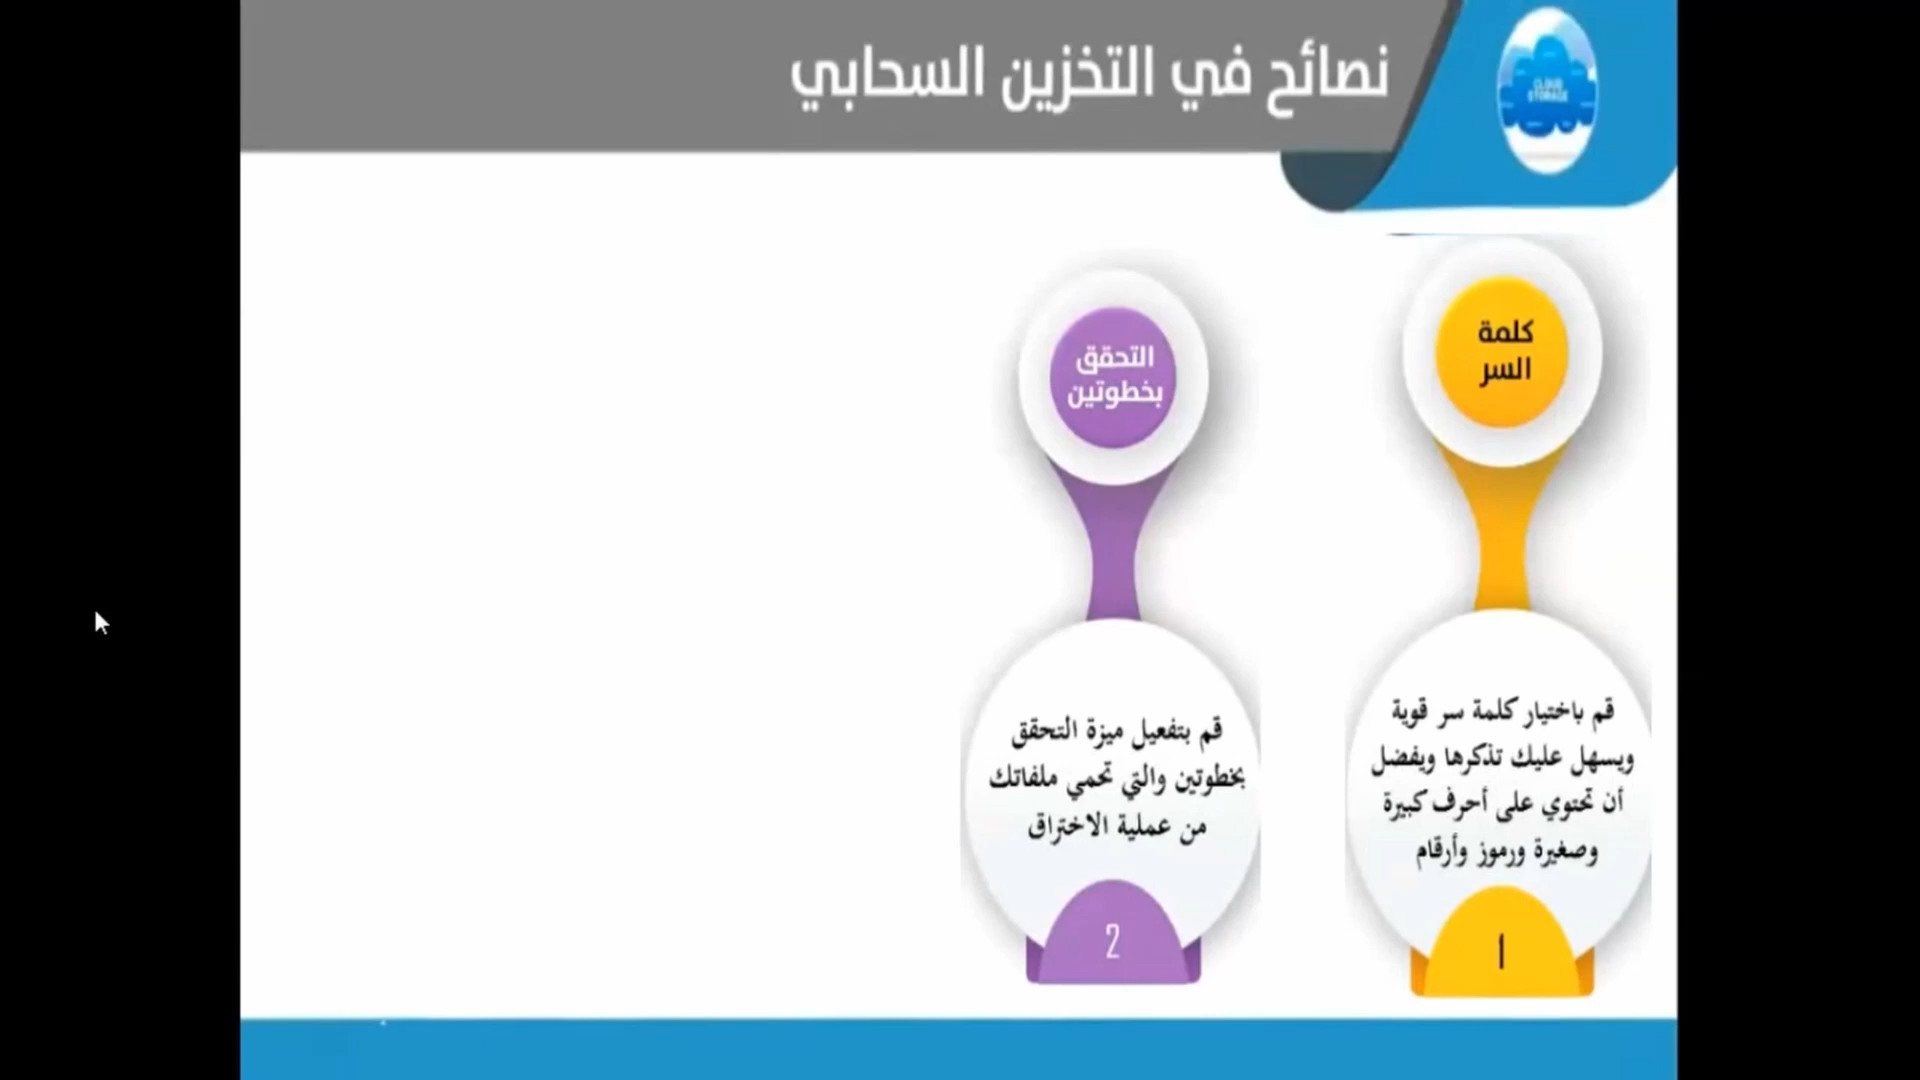 نصائح في التخزين السحابي
CLOUD
STORAGE
كلمة
السر
قم باختيار كلمة سر قوية
ويسهل عليك تذكرها ويفضل
أن تحتوي على أحرف كبيرة
وصغيرة ورموز وأرقام
1
التحقق
بخطوتين
قم بتفعيل ميزة التحقق
بخطوتين والتي تحمي ملفاتك
من عملية الاختراق
2